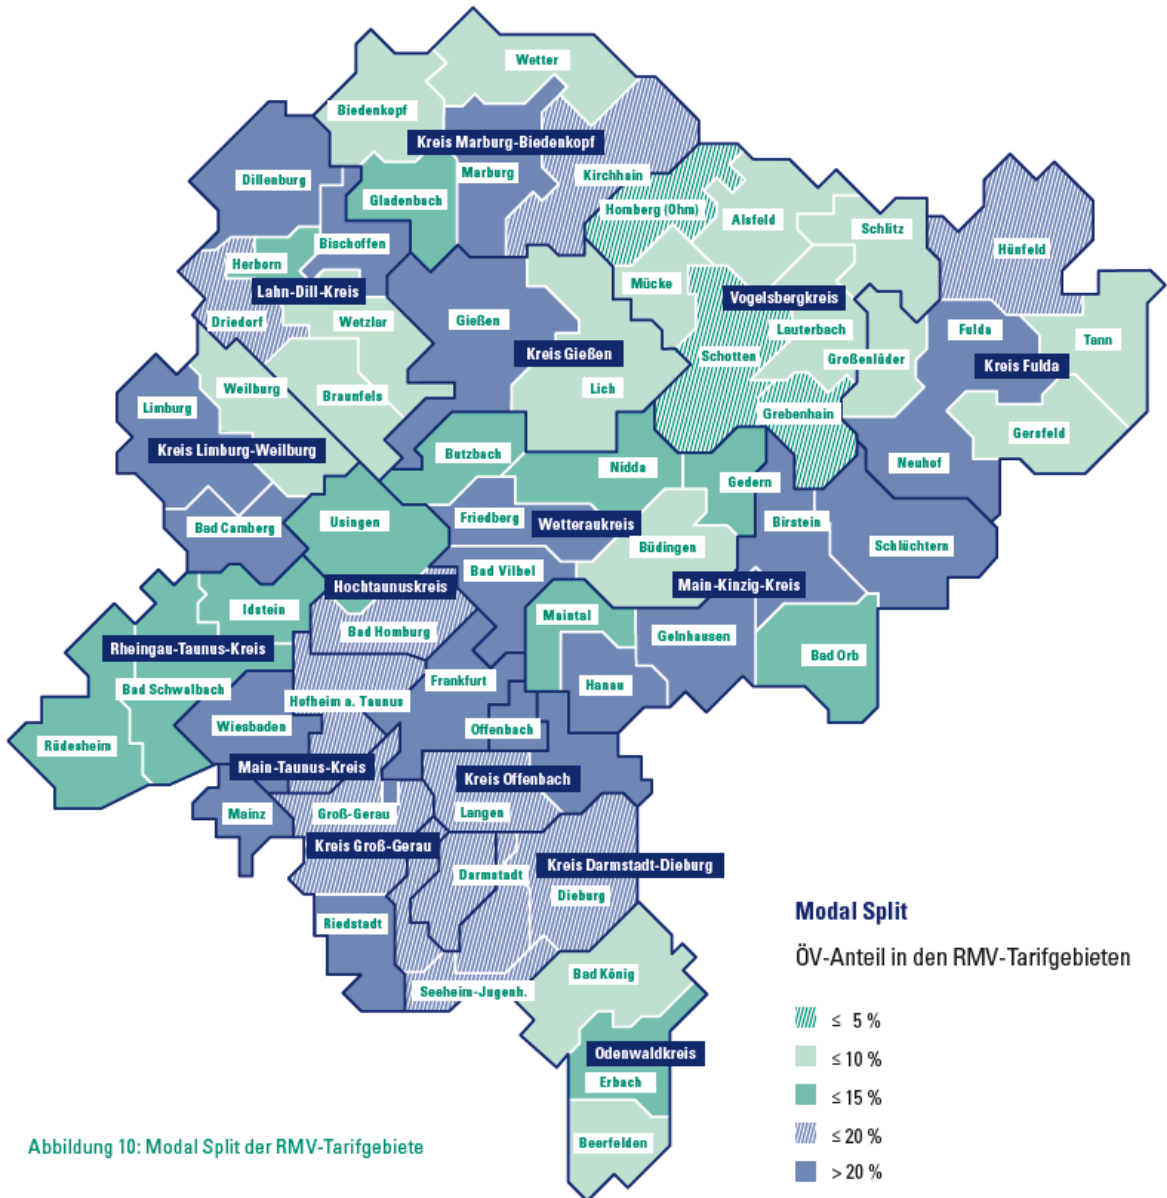 Wetter
Biedenkopf
Kreis Marburg-Biedenkopf
Marburg
Kirchhain
Dillenburg
Gladenbach
Homberg (Ohm)
Alsfeld
Schlitz
Hünfeld
Bischoffen
Herborn
Lahn-Dill-Kreis
Mücke
Vogelsbergkreis
Driedorf
Wetzlar
Gießen
Lauterbach
Fulda
Tann
Kreis Gießen
Schotten
Großenlüder
Kreis Fulda
Weilburg
Braunfels
Lich
Limburg
Grebenhain
Gersfeld
Kreis Limburg-Weilburg
Butzbach
Nidda
Gedern
Neuhof
Bad Camberg
Usingen
Friedberg
Wetteraukreis
Birstein
Büdingen
Schlüchtern
Bad Vilbel
Hochtaunuskreis
Main-Kinzig-Kreis
Idstein
Maintal
Bad Homburg
Gelnhausen
Rheingau-Taunus-Kreis
Bad Orb
Bad Schwalbach
Frankfurt
Hanau
Hofheim a. Taunus
Wiesbaden
Offenbach
Rüdesheim
Main-Taunus-Kreis
Kreis Offenbach
Mainz
Groß-Gerau
Langen
Kreis Groß-Gerau
Kreis Darmstadt-Dieburg
Darmstadt
Dieburg
Riedstadt
Bad König
Seeheim-Jugenh.
Odenwaldkreis
Erbach
Beerfelden
Modal Split
ÖV-Anteil in den RMV-Tarifgebieten
≤ 5 %
≤ 10 %
≤ 15 %
≤ 20 %
> 20 %
Abbildung 10: Modal Split der RMV-Tarifgebiete